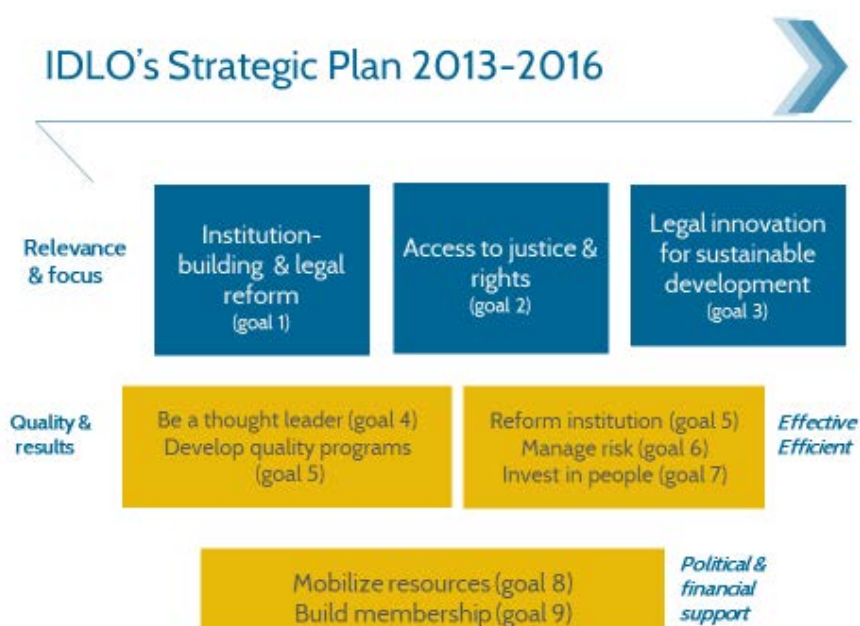 IDLO's Strategic Plan 2013-2016
Relevance
& focus
Institution-
building & legal
reform
(goal 1)
Access to justice &
rights
(goal 2)
Legal innovation
for sustainable
development
(goal 3)
Quality &
results
Be a thought leader (goal 4)
Develop quality programs
(goal 5)
Reform institution (goal 5)
Manage risk (goal 6)
Invest in people (goal 7)
Effective
Efficient
Mobilize resources (goal 8)
Build membership (goal 9)
Political &
financial
support